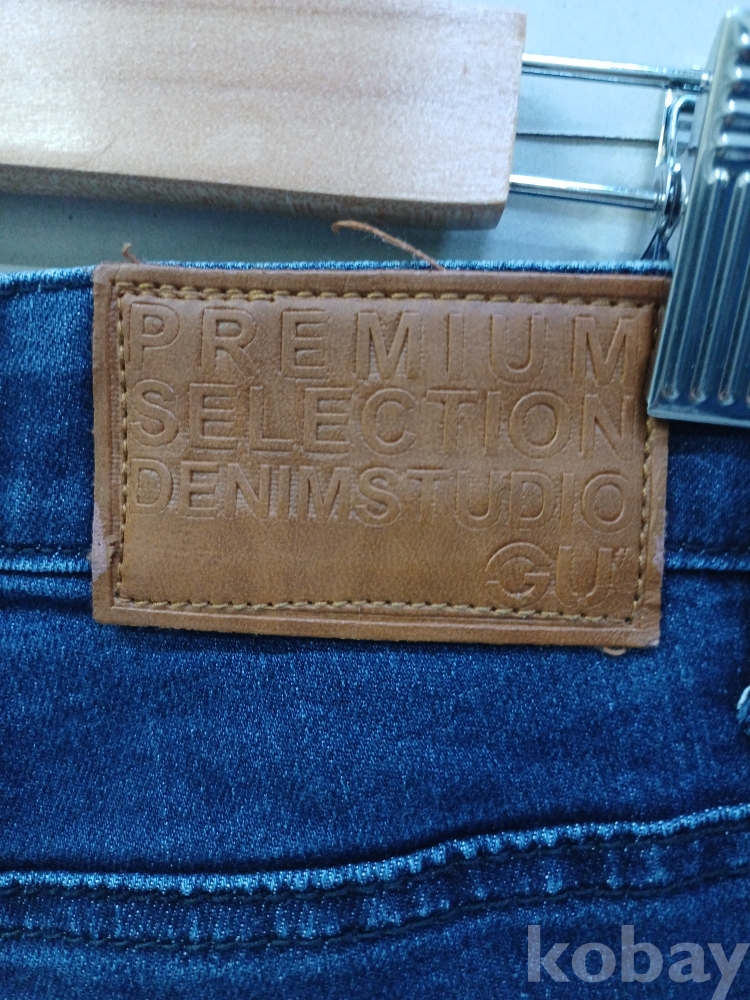 PREMIUM
SELECTION
DENIMSTUDIO
GU
kobay